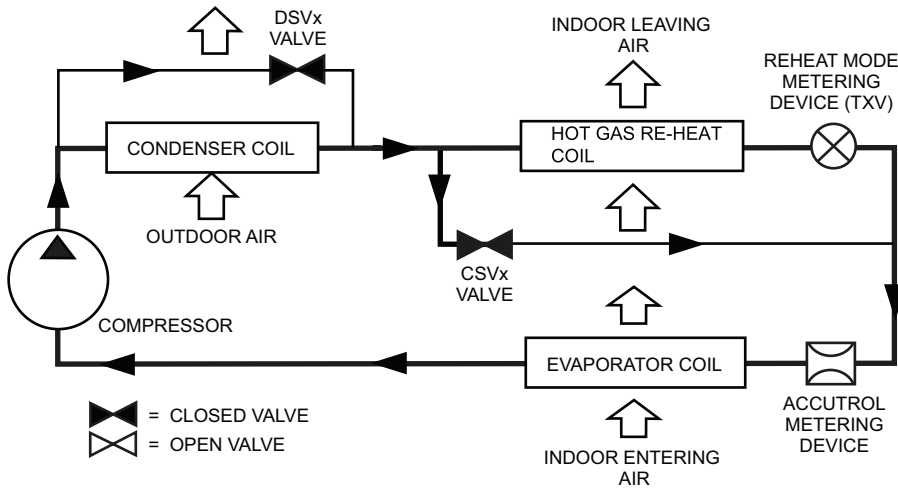 DSVx
VALVE
INDOOR LEAVING
AIR
REHEAT MODE
METERING
DEVICE (TXV)
CONDENSER COIL
HOT GAS RE-HEAT
COIL
OUTDOOR AIR
CSVx
VALVE
COMPRESSOR
EVAPORATOR COIL
ACCUTROL
METERING
DEVICE
= CLOSED VALVE
= OPEN VALVE
INDOOR ENTERING
AIR